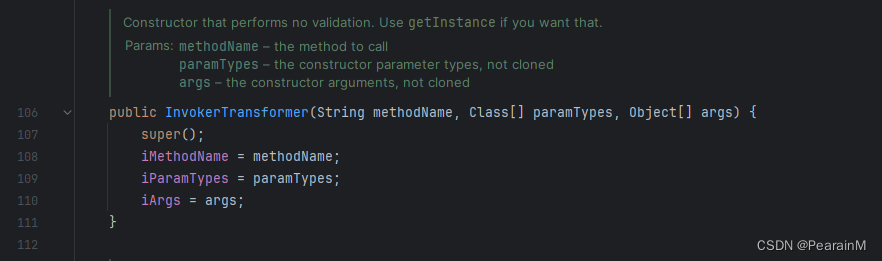 Constructor that performs no validation. Use getInstance if you want that.
Params: methodName – the method to call
paramTypes – the constructor parameter types, not cloned
args – the constructor arguments, not cloned
106 public InvokerTransformer(String methodName, Class[] paramTypes, Object[] args) {
107 super();
108 iMethodName = methodName;
109 iParamTypes = paramTypes;
110 iArgs = args;
111 }
112
CSDN @PearainM